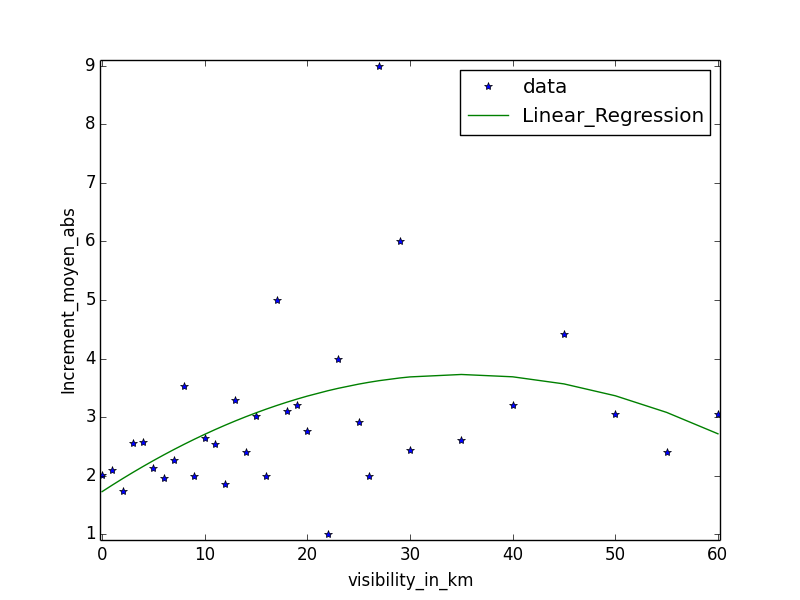 9
8
7
6
5
4
3
2
1
Increment_moyen_abs
data
Linear_Regression
0 10 20 30 40 50 60
visibility_in_km